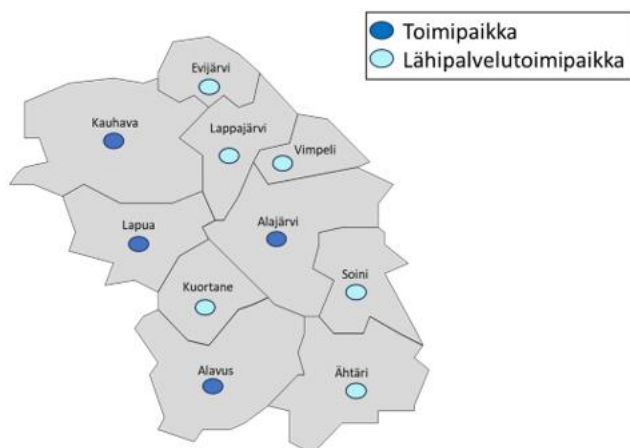 Toimipaikka
Lähipalvelutoimipaikka
Evijärvi
Kauhava
Lappajärvi
Vimpeli
Lapua
Alajärvi
Soini
Kuortane
Alavus
Ähtäri